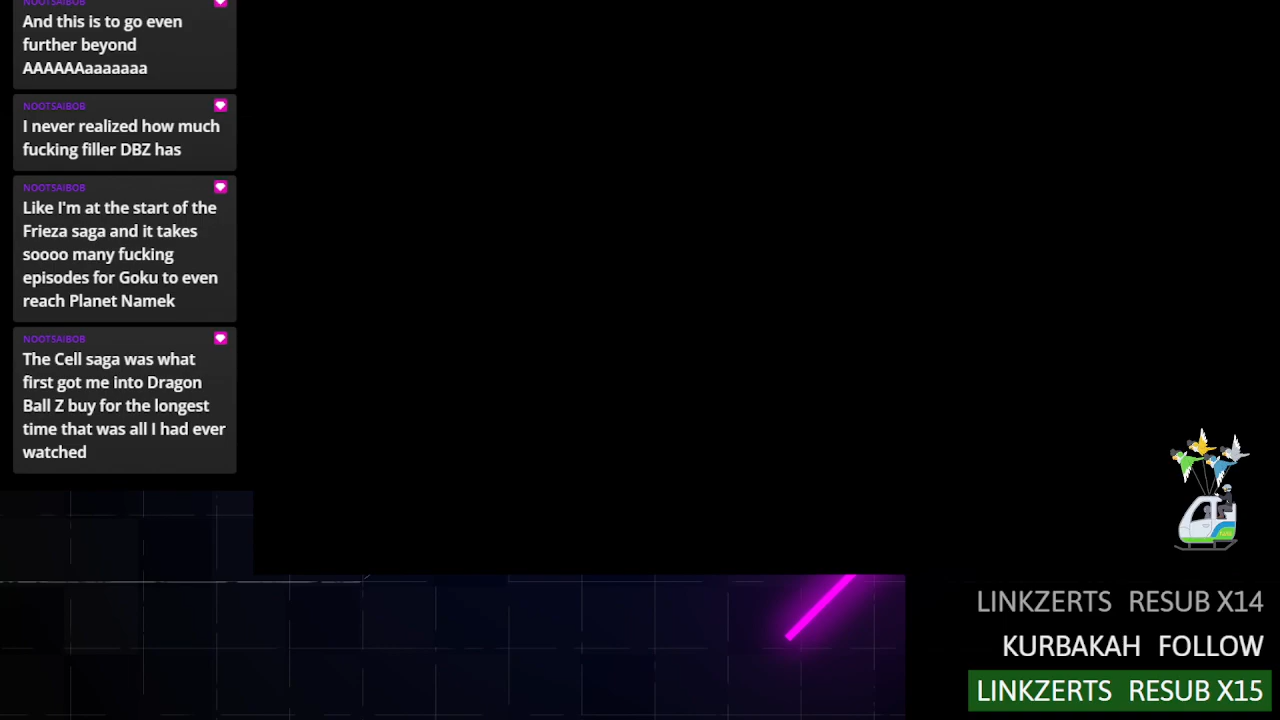 NOOTSAIBOB
And this is to go even
further beyond
AAAAAAaaaaaaa
NOOTSAIBOB
I never realized how much
fucking filler DBZ has
NOOTSAIBOB
Like I'm at the start of the
Frieza saga and it takes
soooo many fucking
episodes for Goku to even
reach Planet Namek
NOOTSAIBOB
The Cell saga was what
first got me into Dragon
Ball Z buy for the longest
time that was all I had ever
watched
LINKZERTS RESUB X14
KURBAKAH FOLLOW
LINKZERTS RESUB X15